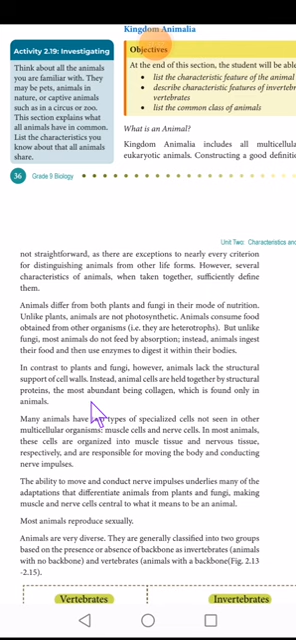 Kingdom Animalia
Activity 2.19: Investigating
Think about all the animals
you are familiar with. They
may be pets, animals in
nature, or captive animals
such as in a circus or zoo.
This section explains what
all animals have in common.
List the characteristics you
know about that all animals
share.
Objectives
At the end of this section, the student will be able
• list the characteristic feature of the animal
• describe characteristic features of invertebr
vertebrates
• list the common class of animals
What is an Animal?
Kingdom Animalia includes all multicellula
eukaryotic animals. Constructing a good definitio
36 Grade 9 Biology
Unit Two: Characteristics and
not straightforward, as there are exceptions to nearly every criterion
for distinguishing animals from other life forms. However, several
characteristics of animals, when taken together, sufficiently define
them.
Animals differ from both plants and fungi in their mode of nutrition.
Unlike plants, animals are not photosynthetic. Animals consume food
obtained from other organisms (i.e, they are heterotrophs). But unlike
fungi, most animals do not feed by absorption; instead, animals ingest
their food and then use enzymes to digest it within their bodies.
In contrast to plants and fungi, however, animals lack the structural
support of cell walls. Instead, animal cells are held together by structural
proteins, the most abundant being collagen, which is found only in
animals.
Many animals have types of specialized cells not seen in other
multicellular organisms: muscle cells and nerve cells. In most animals,
these cells are organized into muscle tissue and nervous tissue,
respectively, and are responsible for moving the body and conducting
nerve impulses.
The ability to move and conduct nerve impulses underlies many of the
adaptations that differentiate animals from plants and fungi, making
muscle and nerve cells central to what it means to be an animal.
Most animals reproduce sexually.
Animals are very diverse. They are generally classified into two groups
based on the presence or absence of backbone as invertebrates (animals
with no backbone) and vertebrates (animals with a backbone(Fig. 2.13
-2.15).
Vertebrates
Invertebrates